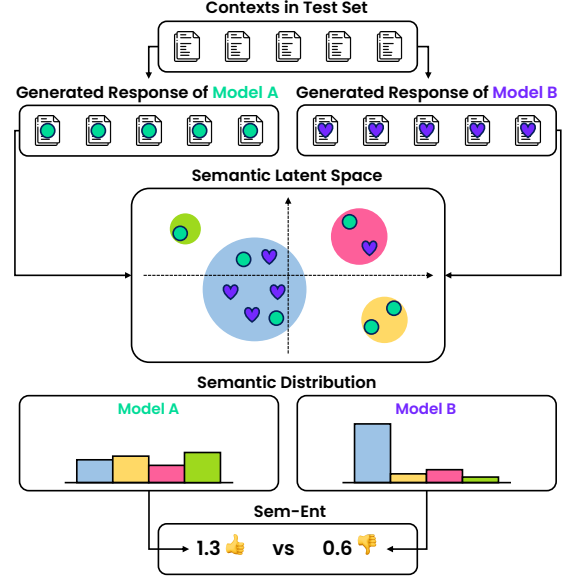 Contexts in Test Set
Generated Response of Model A
Generated Response of Model B
Semantic Latent Space
Semantic Distribution
Model A
Model B
Sem-Ent
1.3 👍 vs 0.6 👎